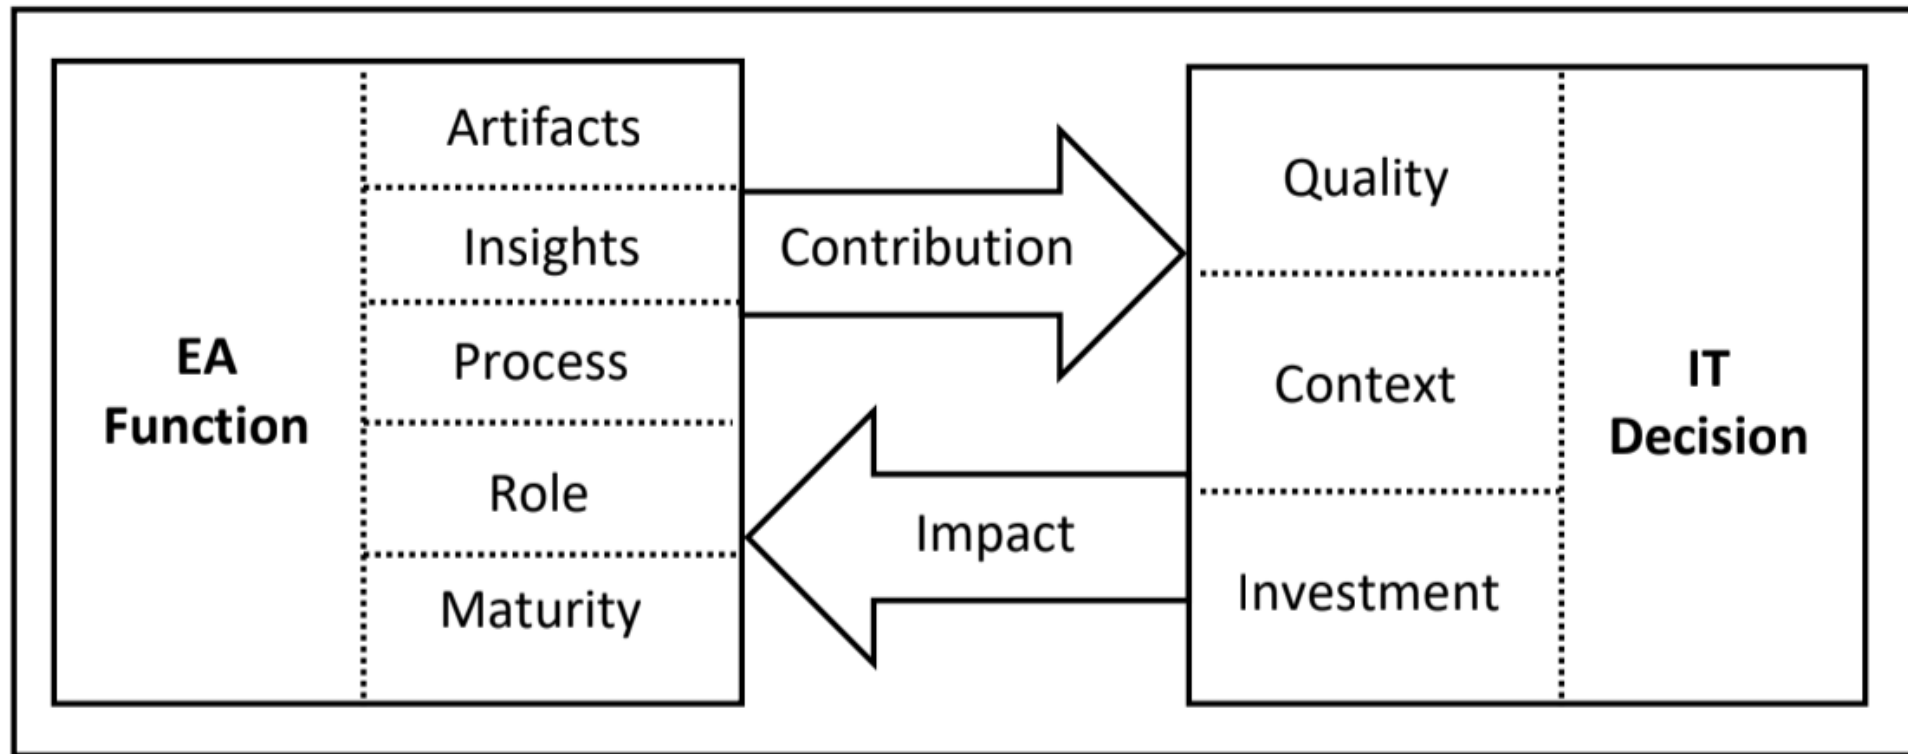 EA
Function
Artifacts
Insights
Process
Role
Maturity
Contribution
Impact
Quality
Context
Investment
IT
Decision